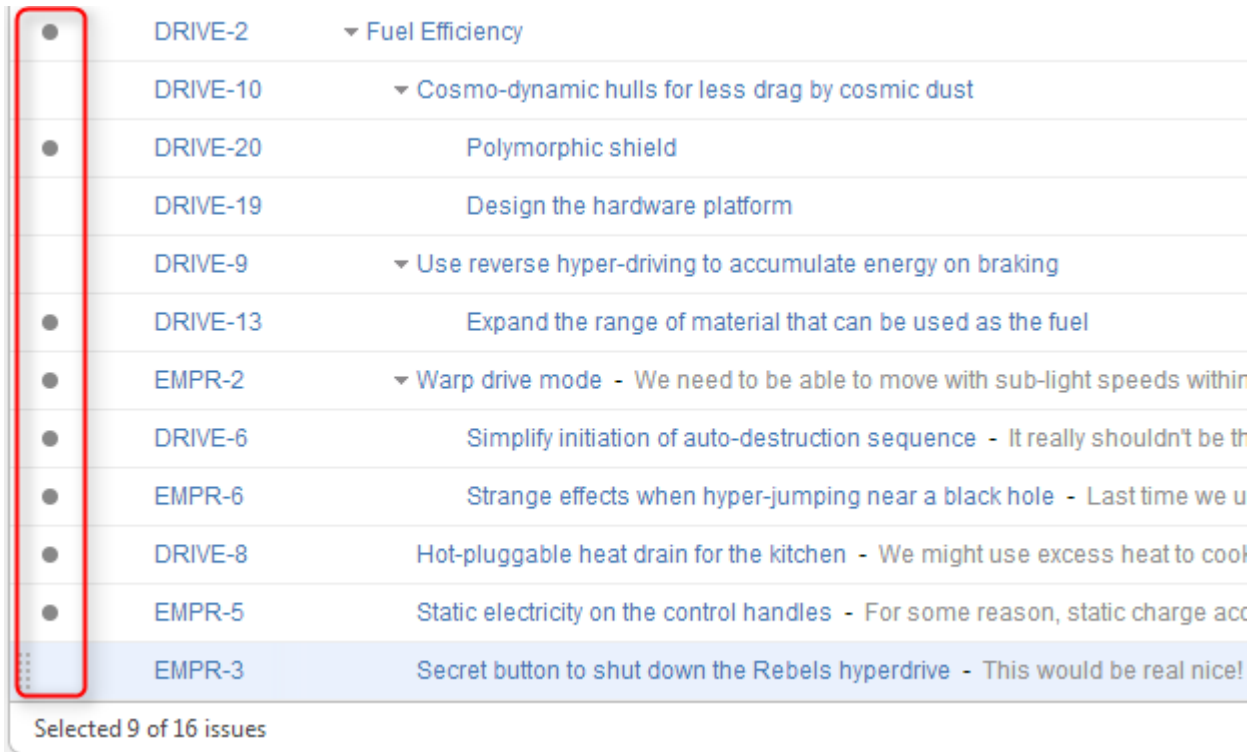 DRIVE-2 Fuel Efficiency
DRIVE-10 Cosmo-dynamic hulls for less drag by cosmic dust
DRIVE-20 Polymorphic shield
DRIVE-19 Design the hardware platform
DRIVE-9 Use reverse hyper-driving to accumulate energy on braking
DRIVE-13 Expand the range of material that can be used as the fuel
EMPR-2 Warp drive mode - We need to be able to move with sub-light speeds within
DRIVE-6 Simplify initiation of auto-destruction sequence - It really shouldn't be th
EMPR-6 Strange effects when hyper-jumping near a black hole - Last time we u
DRIVE-8 Hot-pluggable heat drain for the kitchen - We might use excess heat to cook
EMPR-5 Static electricity on the control handles - For some reason, static charge acc
EMPR-3 Secret button to shut down the Rebels hyperdrive - This would be real nice!
Selected 9 of 16 issues